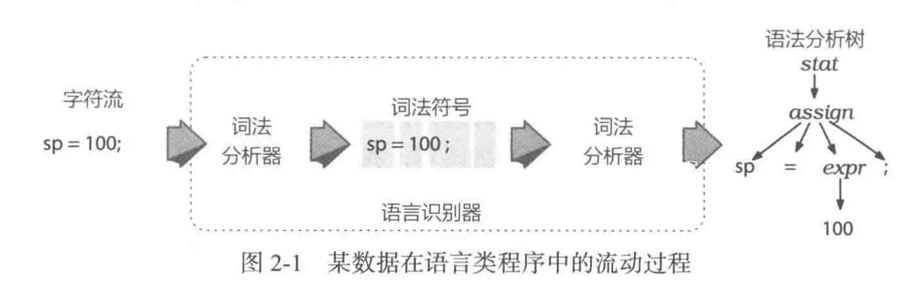 字符流
sp = 100;
词法
分析器
词法符号
sp = 100 ;
词法
分析器
语言识别器
语法分析树
stat
assign
sp = expr ;
100
图 2-1 某数据在语言类程序中的流动过程